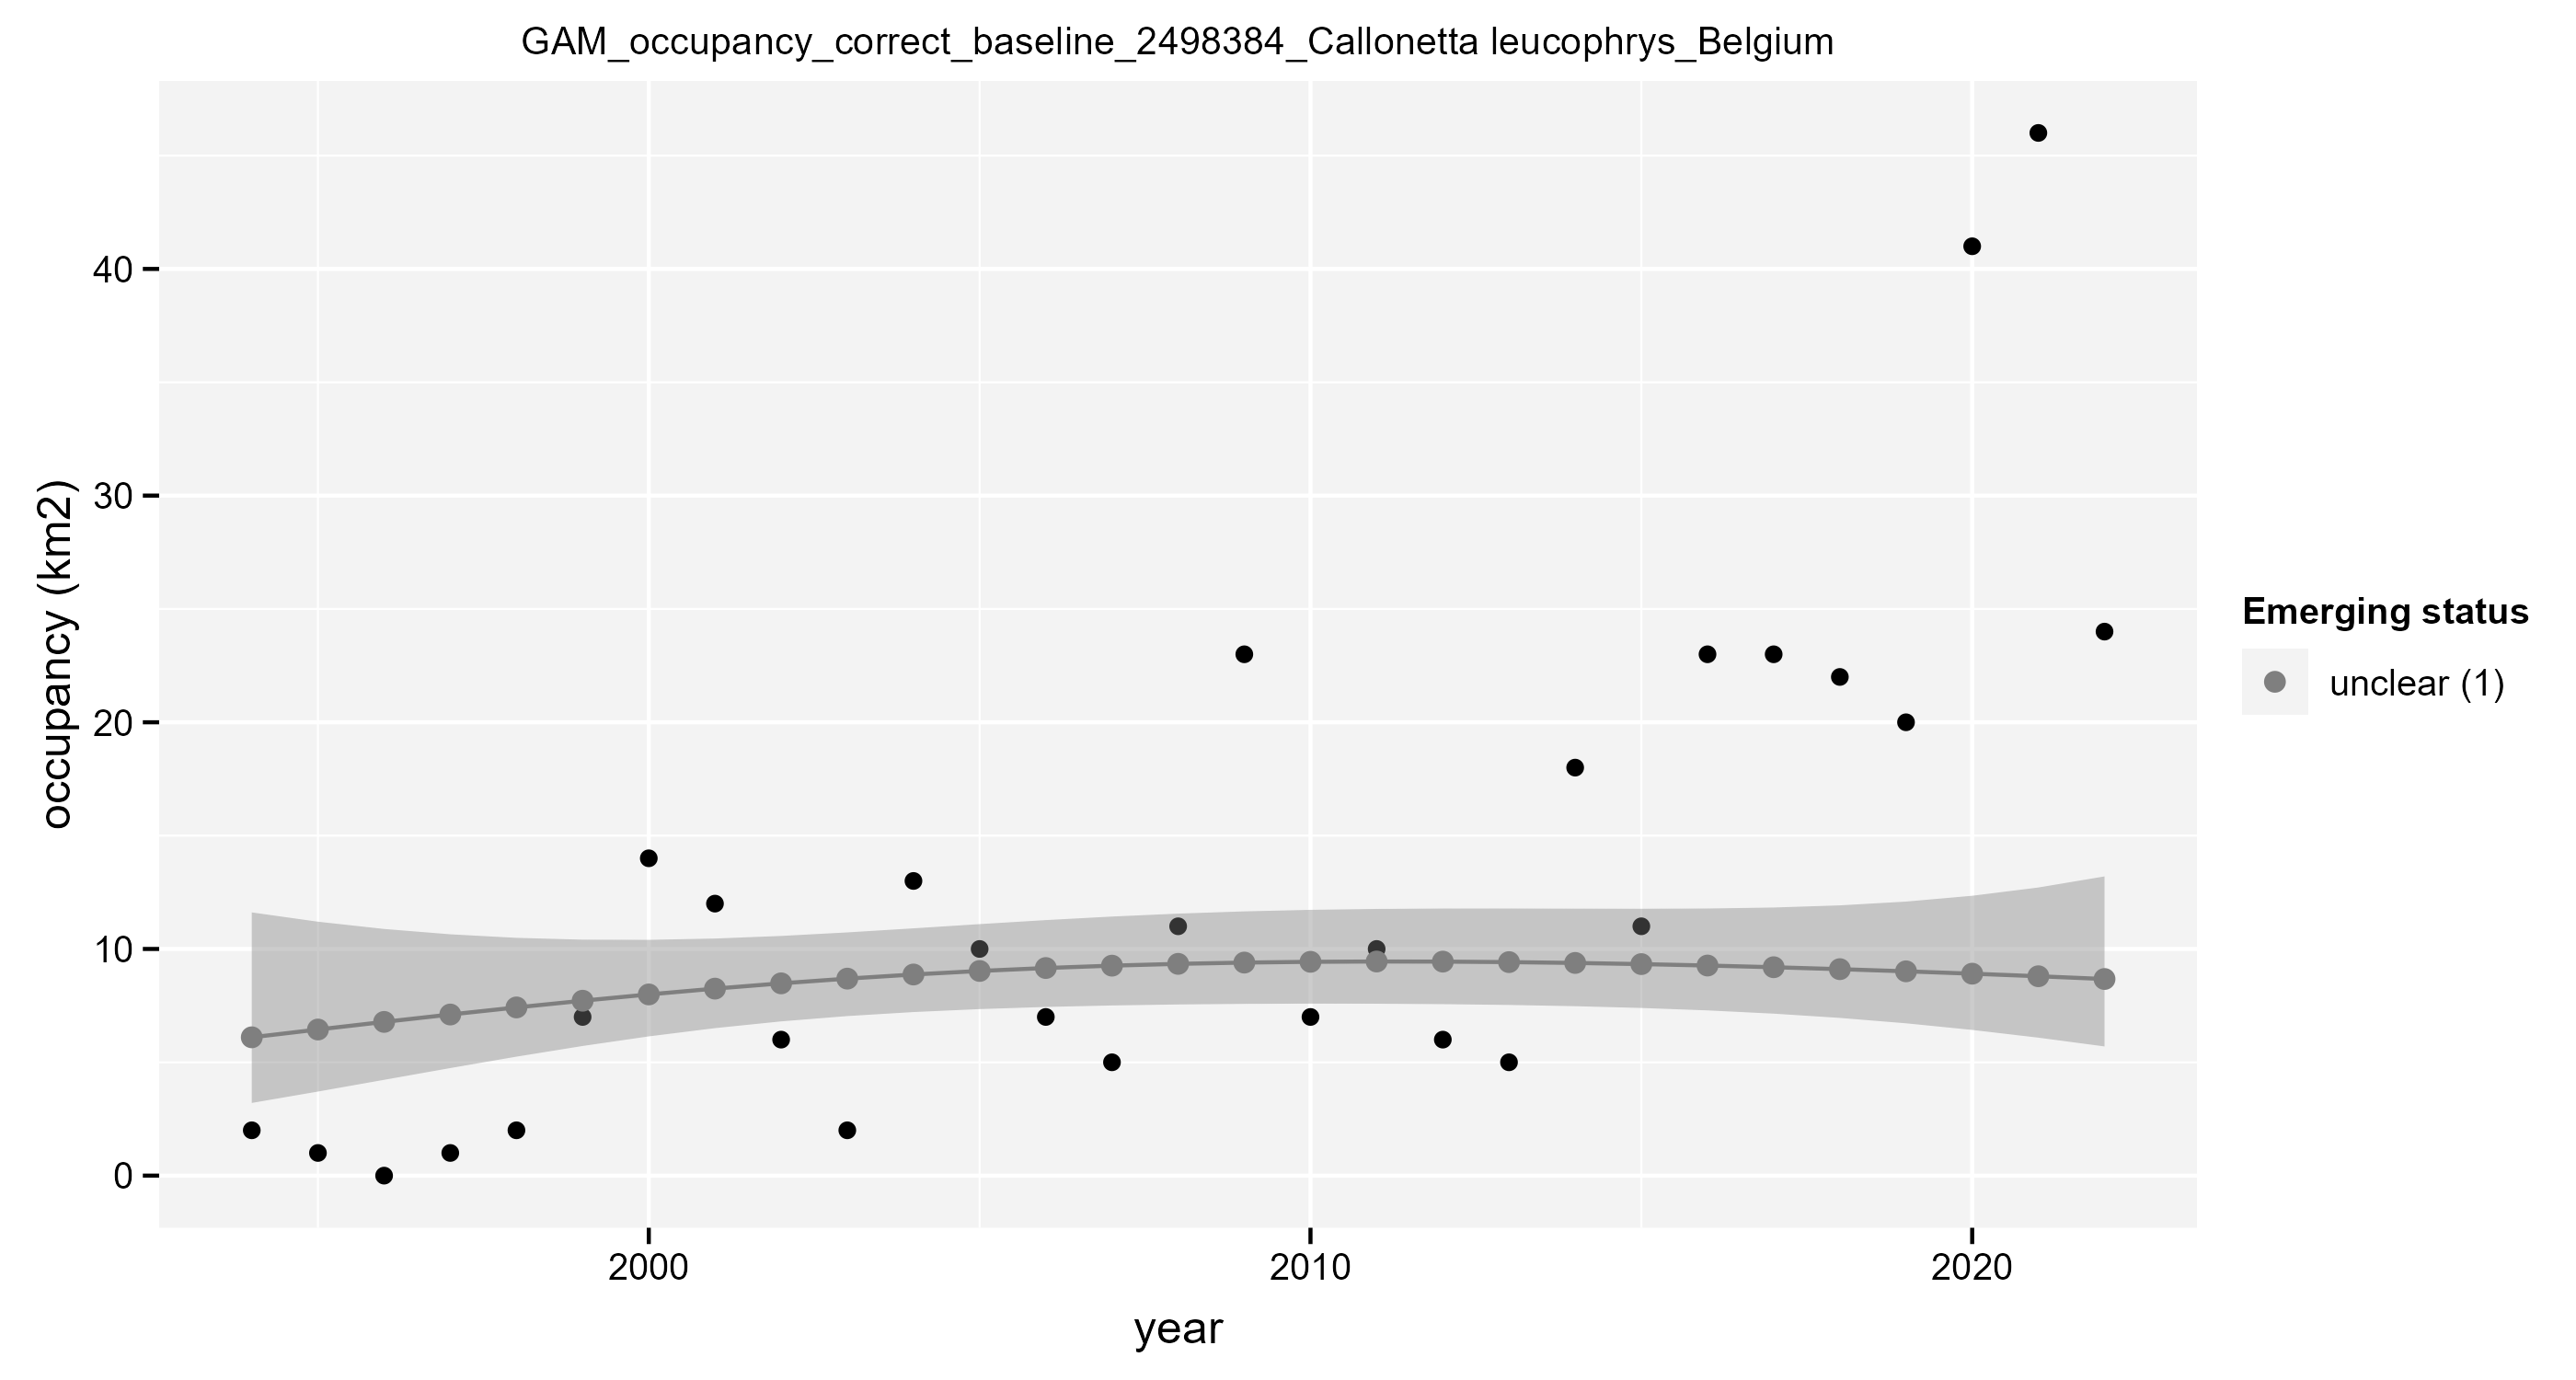 GAM_occupancy_correct_baseline_2498384_Callonetta leucophrys_Belgium
occupancy (km2)
40
30
20
10
0
2000
2010
2020
year
Emerging status
unclear (1)